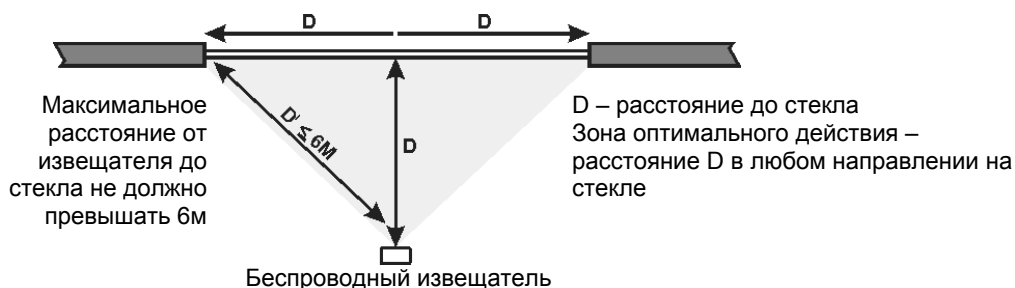 D D
Максимальное
расстояние от
извещателя до
стекла не должно
превышать 6м
D' ≤ 6М
D
D – расстояние до стекла
Зона оптимального действия –
расстояние D в любом направлении на
стекле
Беспроводный извещатель